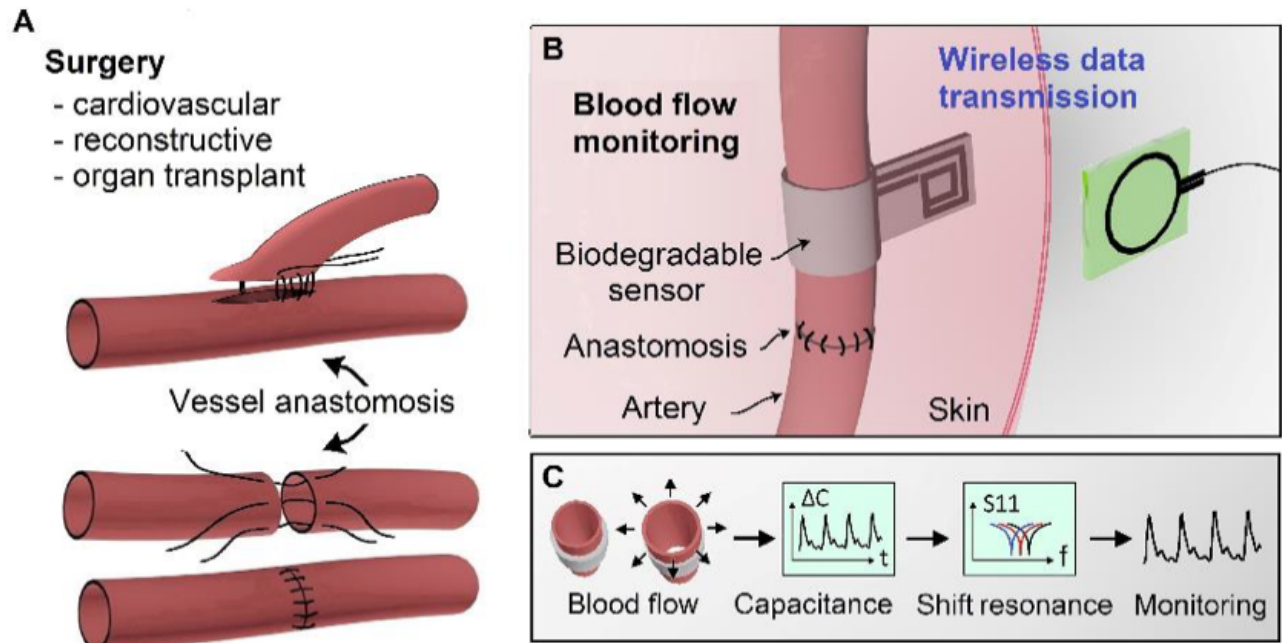 A
Surgery
- cardiovascular
- reconstructive
- organ transplant
Vessel anastomosis
B
Blood flow
monitoring
Wireless data
transmission
Biodegradable
sensor
Anastomosis
Artery
Skin
C
ΔC
t
S11
f
Blood flow
Capacitance
Shift resonance
Monitoring